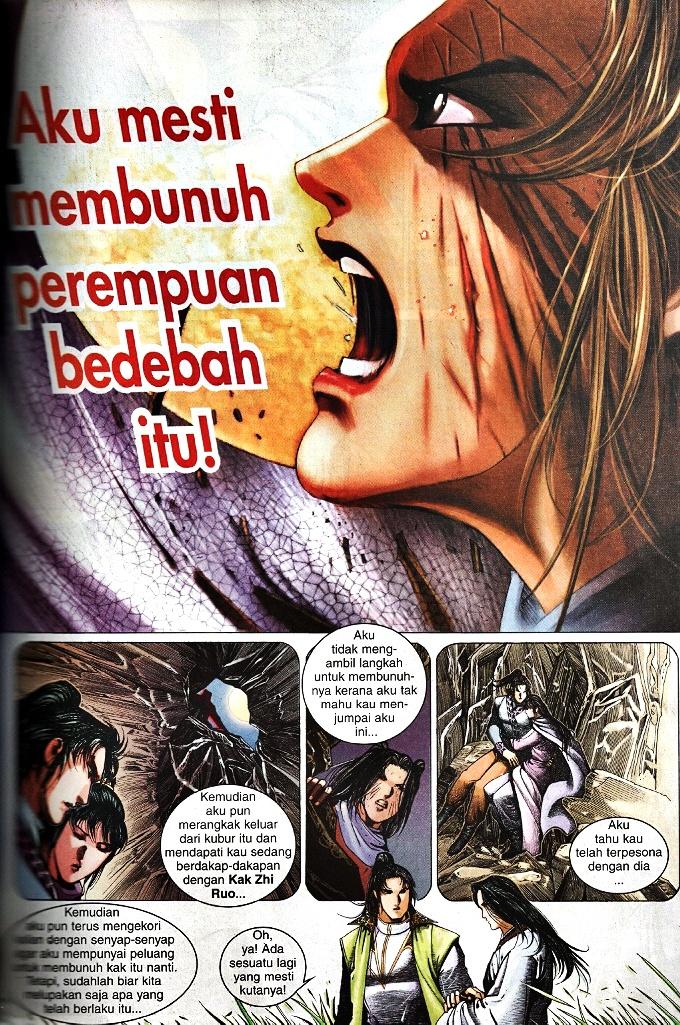 Aku mesti
membunuh
perempuan
bedebah
itu!
Kemudian
aku pun
merangkak keluar
dari kubur itu dan
mendapati kau sedang
berdakap-dakapan
dengan Kak Zhi
Ruo...
Aku
tidak meng-
ambil langkah
untuk membunuh-
nya kerana aku tak
mahu kau men-
jumpai aku
ini...
Aku
tahu kau
telah terpesona
dengan dia
...
Kemudian
aku pun terus mengekori
dengan senyap-senyap
agar aku mempunyai peluang
untuk membunuh kak itu nanti.
Tetapi, sudahlah biar kita
melupakan saja apa yang
telah berlaku itu...
Oh,
ya! Ada
sesuatu lagi
yang mesti
kutanya!